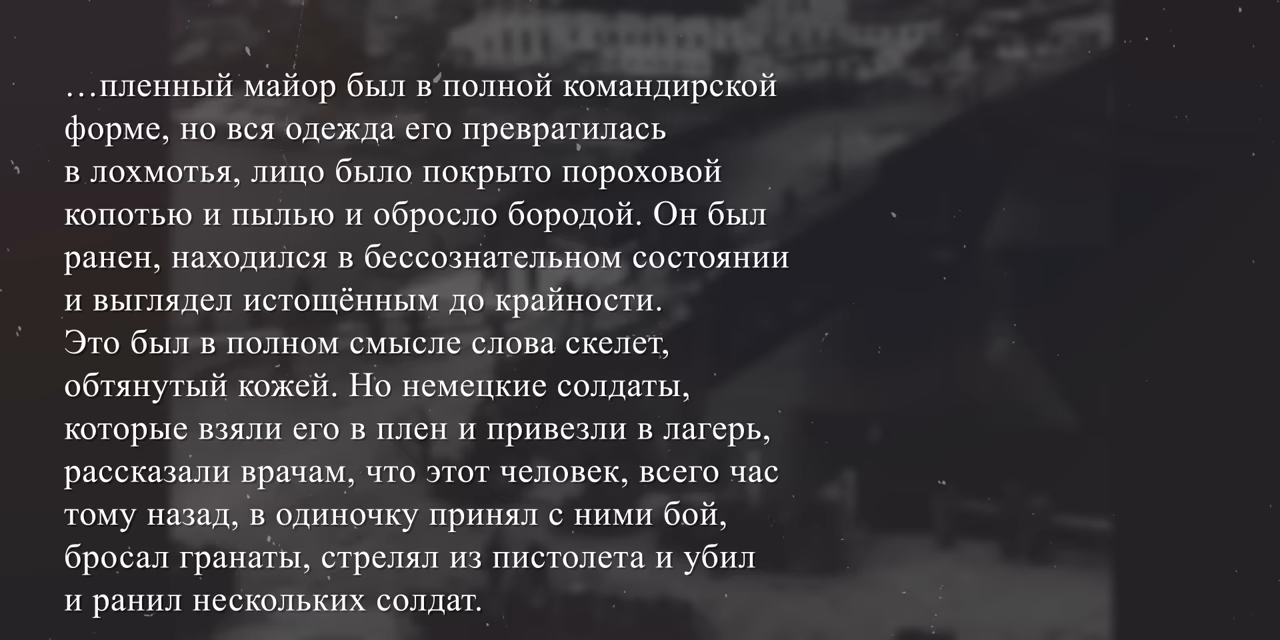 …пленный майор был в полной командирской
форме, но вся одежда его превратилась
в лохмотья, лицо было покрыто пороховой
копотью и пылью и обросло бородой. Он был
ранен, находился в бессознательном состоянии
и выглядел истощённым до крайности.
Это был в полном смысле слова скелет,
обтянутый кожей. Но немецкие солдаты,
которые взяли его в плен и привезли в лагерь,
рассказали врачам, что этот человек, всего час
тому назад, в одиночку принял с ними бой,
бросал гранаты, стрелял из пистолета и убил
и ранил нескольких солдат.